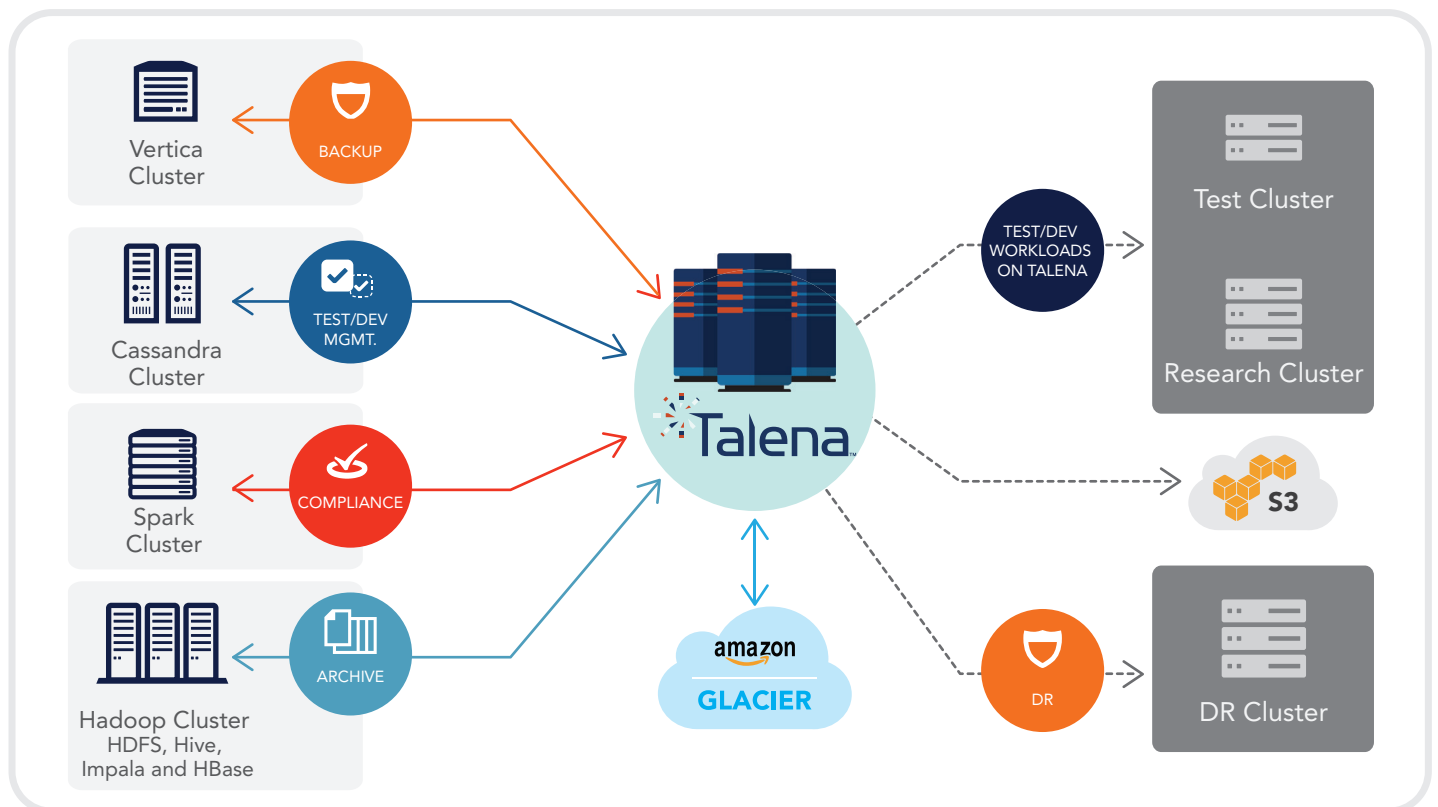 Vertica
Cluster
BACKUP
Cassandra
Cluster
TEST/DEV
MGMT.
Spark
Cluster
COMPLIANCE
Hadoop Cluster
HDFS, Hive,
Impala and HBase
ARCHIVE
Talena™
amazon
GLACIER
TEST/DEV
WORKLOADS
ON TALENA
Test Cluster
Research Cluster
S3
DR
DR Cluster